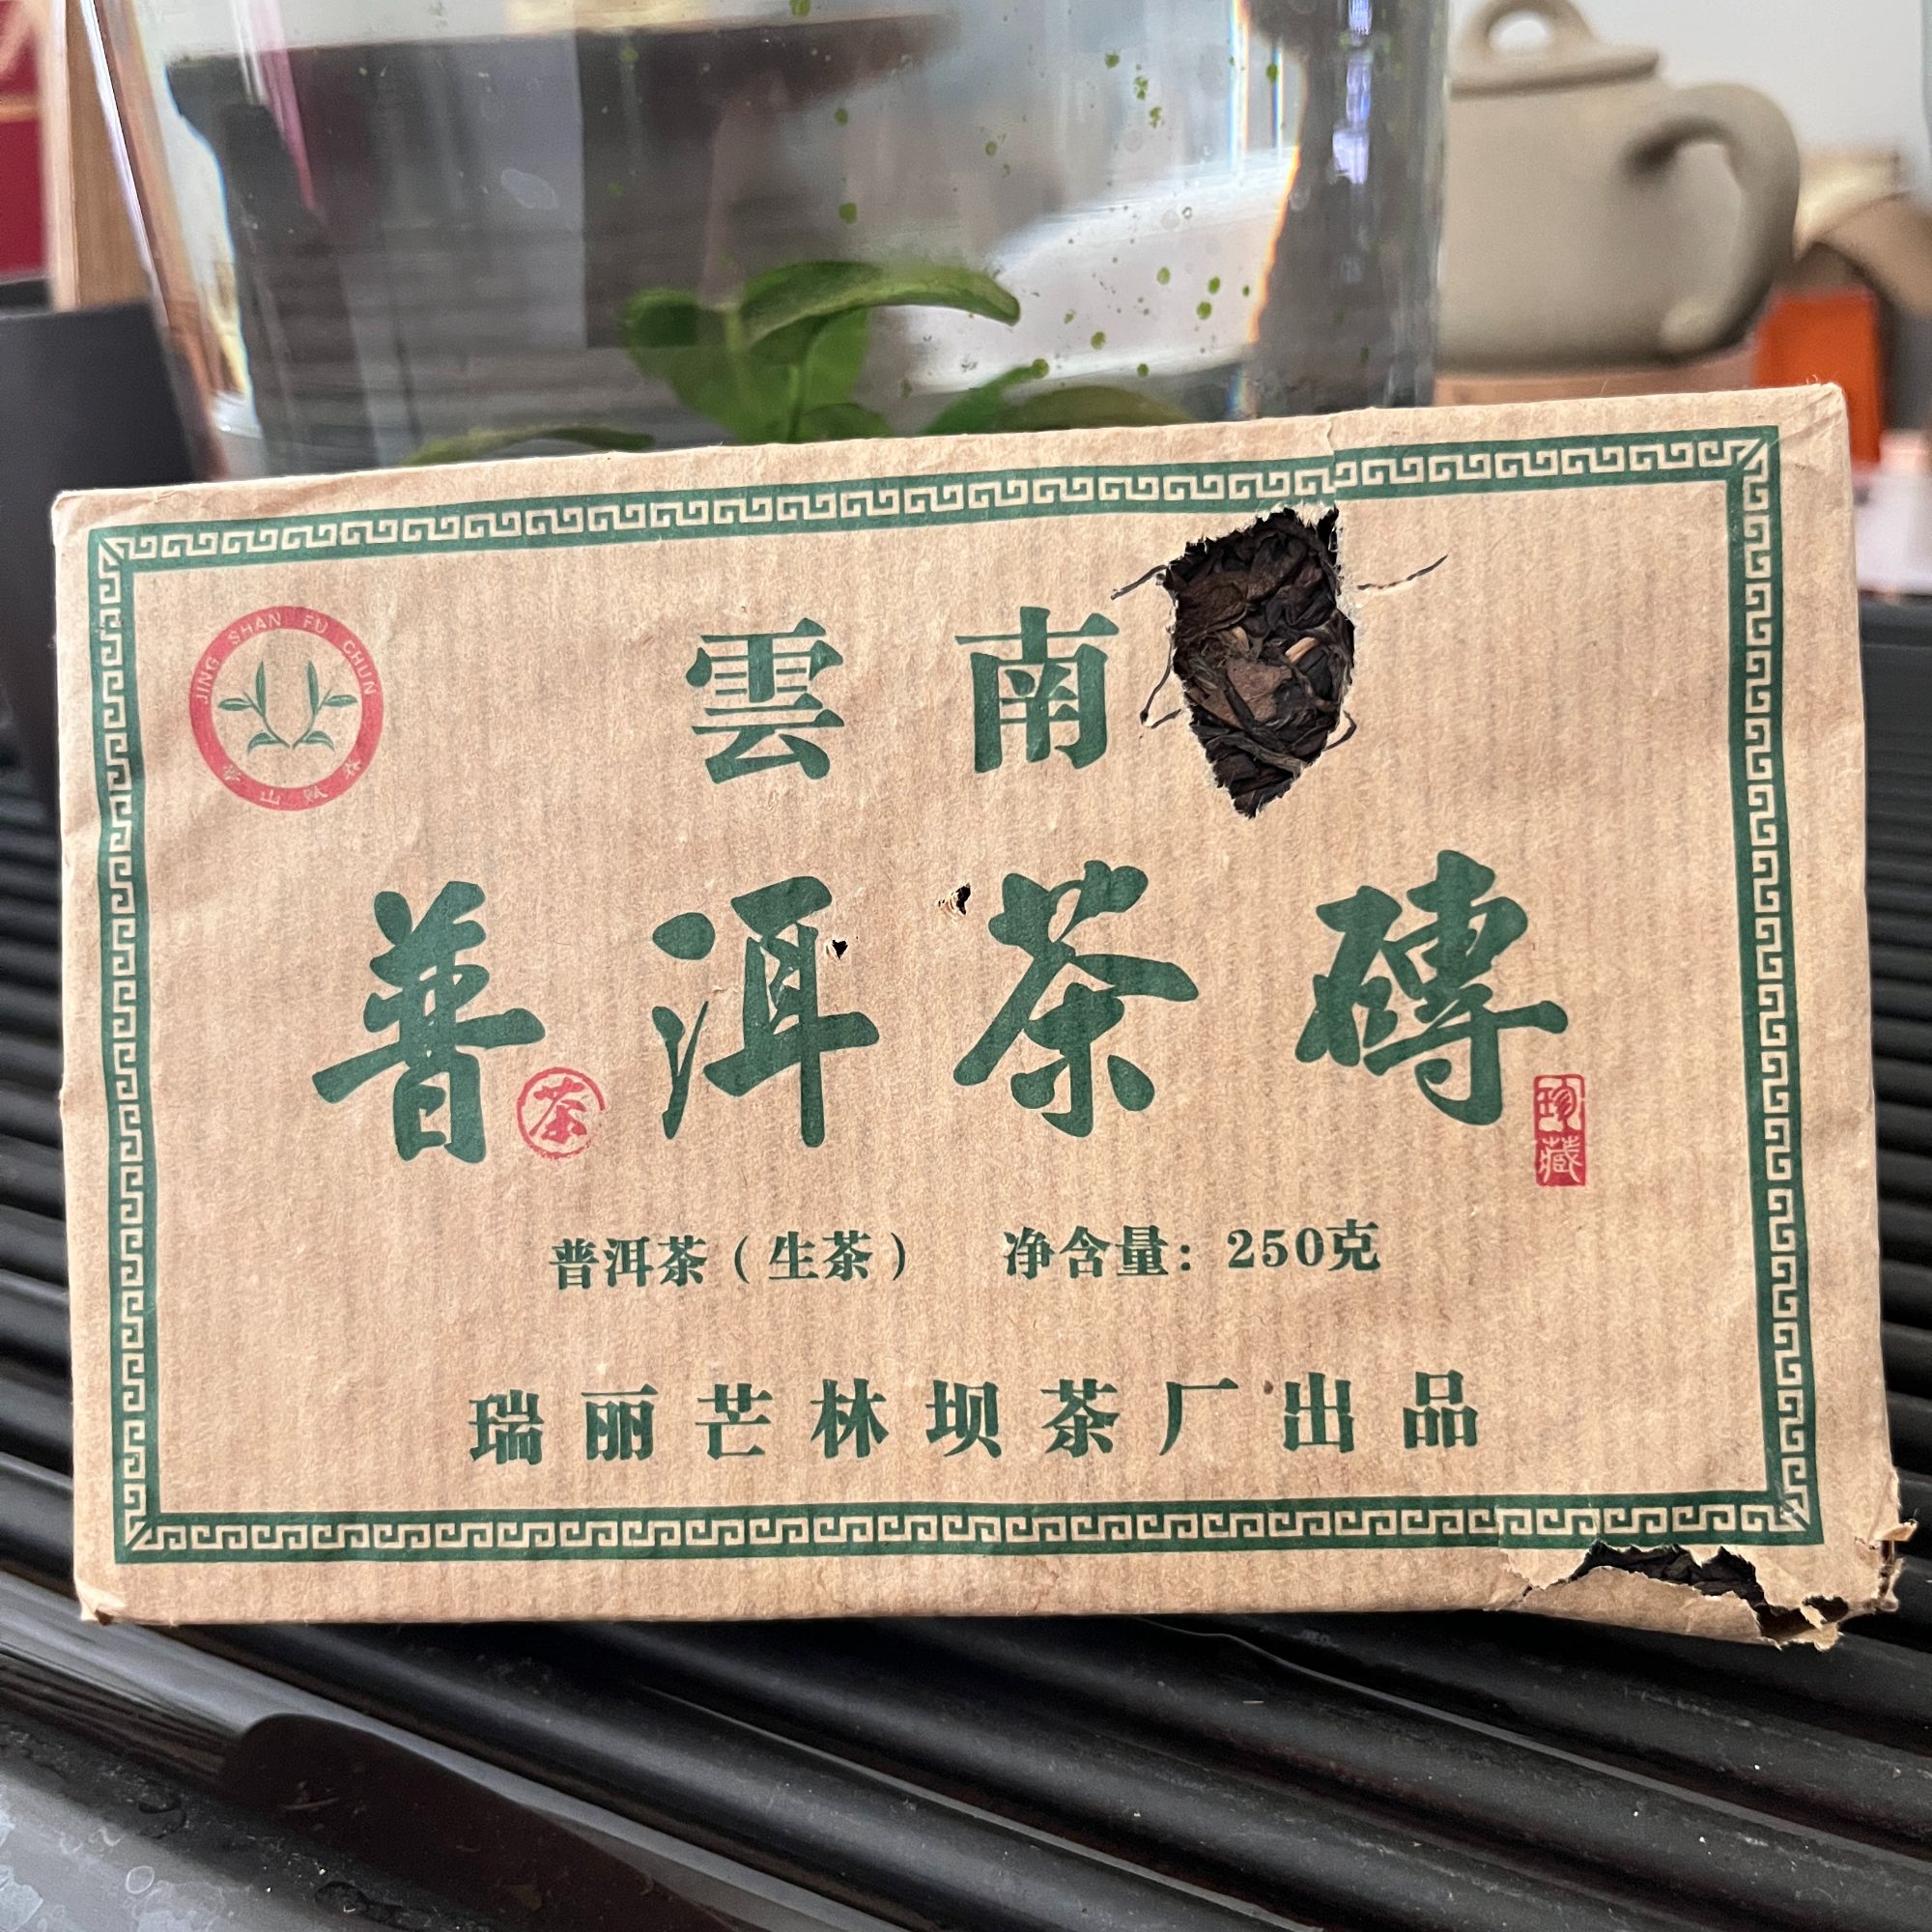 JING SHAN FU CHUN
雲南
普洱茶磚
茶
珍藏
普洱茶（生茶） 净含量：250克
瑞丽芒林坝茶厂出品